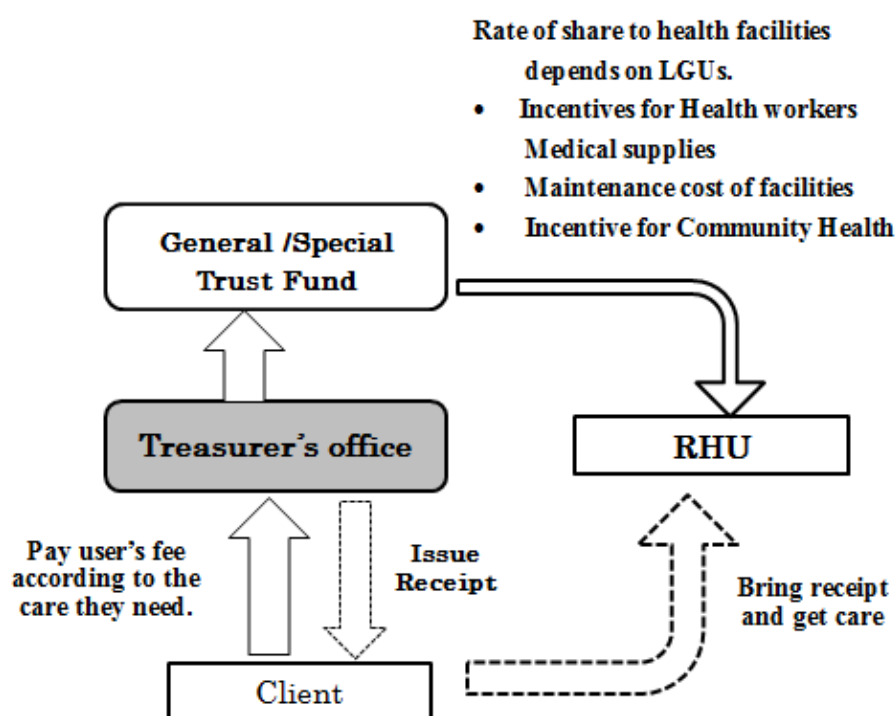 Rate of share to health facilities
depends on LGUs.
• Incentives for Health workers
Medical supplies
• Maintenance cost of facilities
• Incentive for Community Health
General /Special
Trust Fund
Treasurer's office
RHU
Pay user's fee
according to the
care they need.
Issue
Receipt
Bring receipt
and get care
Client